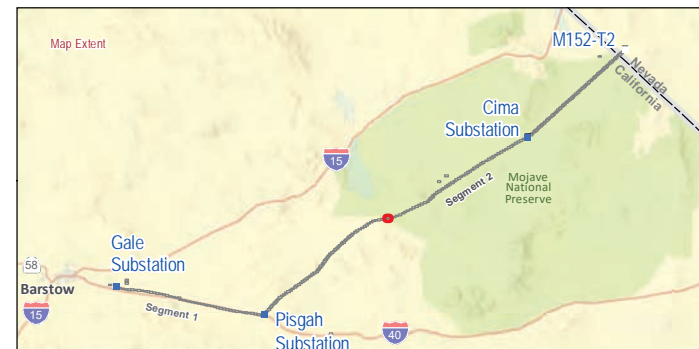 Map Extent
M152-T2
Nevada
California
Cima
Substation
15
Mojave
National
Preserve
Segment 2
Gale
Substation
58
Barstow
Segment 1
15
Pisgah
Substation
40